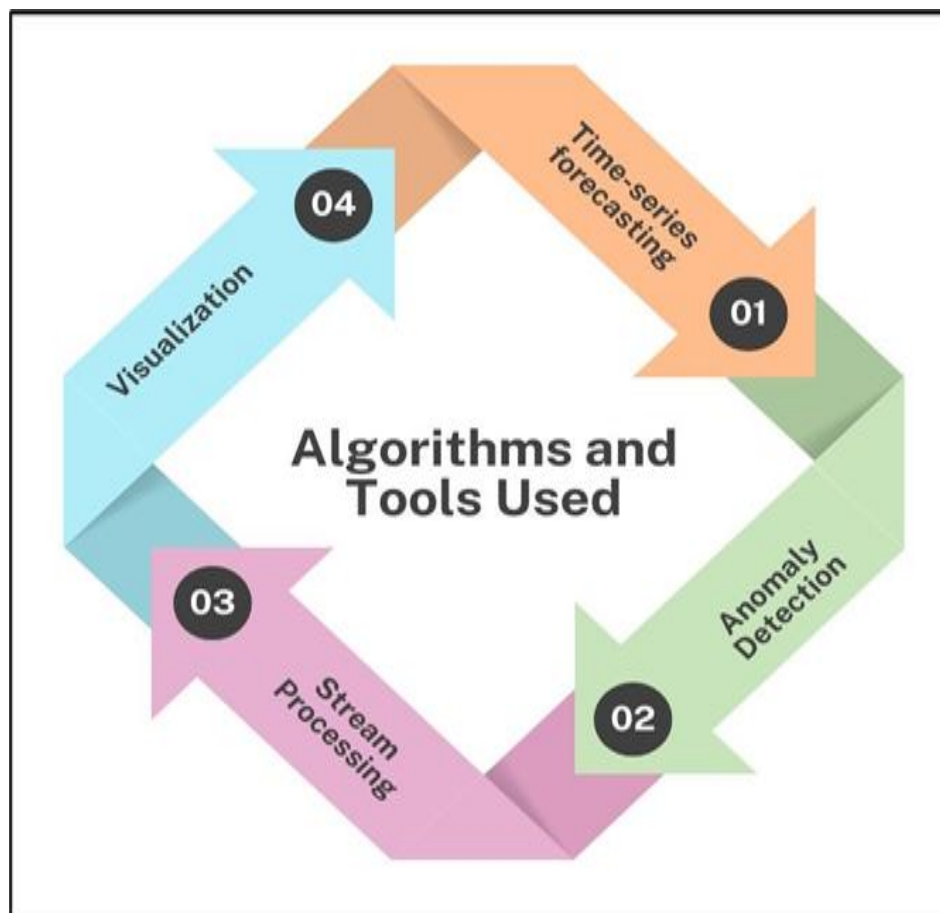 Algorithms and
Tools Used
Time-series
forecasting
01
Anomaly
Detection
02
Stream
Processing
03
Visualization
04